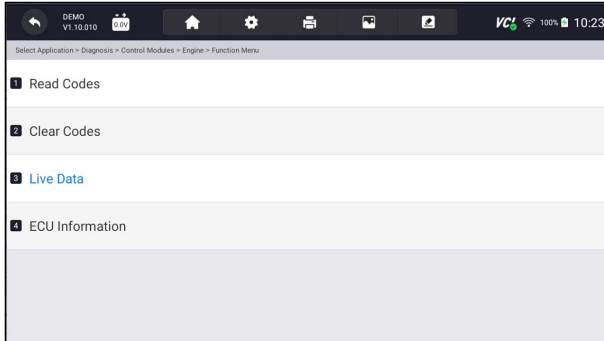 DEMO
V1.10.010
0.0V
VCI 100% 10:23
Select Application > Diagnosis > Control Modules > Engine > Function Menu
1 Read Codes
2 Clear Codes
3 Live Data
4 ECU Information